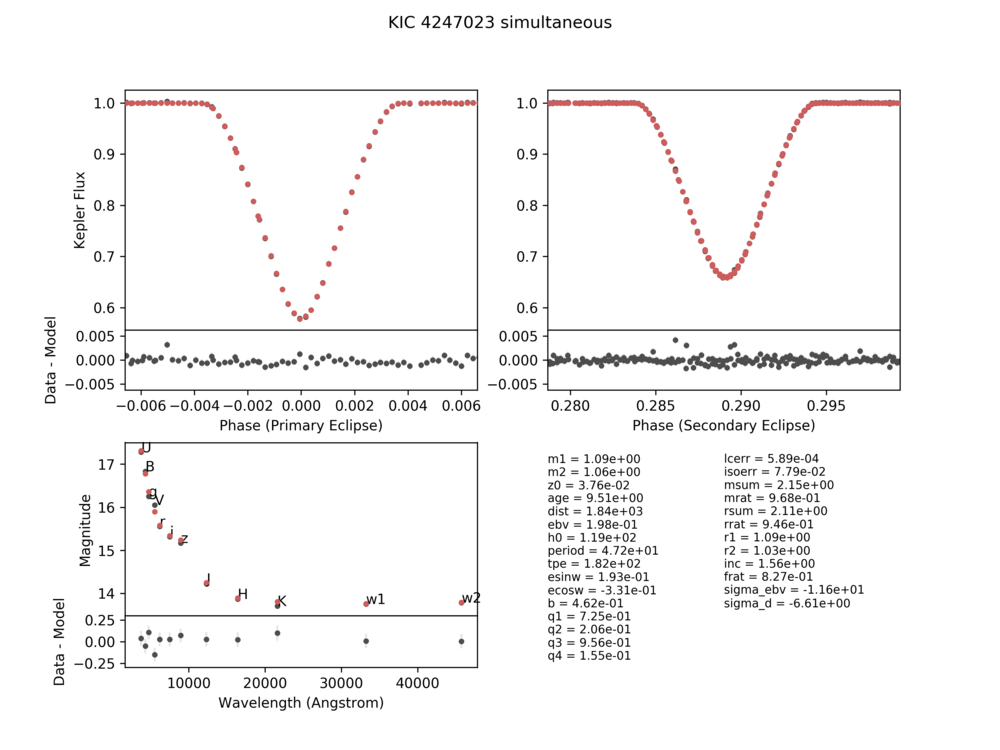 KIC 4247023 simultaneous
1.0
0.9
0.8
0.7
0.6
Kepler Flux
0.005
0.000
−0.005
Data - Model
−0.006 −0.004 −0.002 0.000 0.002 0.004 0.006
Phase (Primary Eclipse)
1.0
0.9
0.8
0.7
0.6
0.005
0.000
−0.005
0.280 0.285 0.290 0.295
Phase (Secondary Eclipse)
17
16
15
14
Magnitude
U
B
g
V
r
i
z
J
H
K
w1
w2
0.25
0.00
−0.25
Data - Model
10000 20000 30000 40000
Wavelength (Angstrom)
m1 = 1.09e+00
m2 = 1.06e+00
z0 = 3.76e-02
age = 9.51e+00
dist = 1.84e+03
ebv = 1.98e-01
h0 = 1.19e+02
period = 4.72e+01
tpe = 1.82e+02
esinw = 1.93e-01
ecosw = -3.31e-01
b = 4.62e-01
q1 = 7.25e-01
q2 = 2.06e-01
q3 = 9.56e-01
q4 = 1.55e-01
lcerr = 5.89e-04
isoerr = 7.79e-02
msum = 2.15e+00
mrat = 9.68e-01
rsum = 2.11e+00
rrat = 9.46e-01
r1 = 1.09e+00
r2 = 1.03e+00
inc = 1.56e+00
frat = 8.27e-01
sigma_ebv = -1.16e+01
sigma_d = -6.61e+00